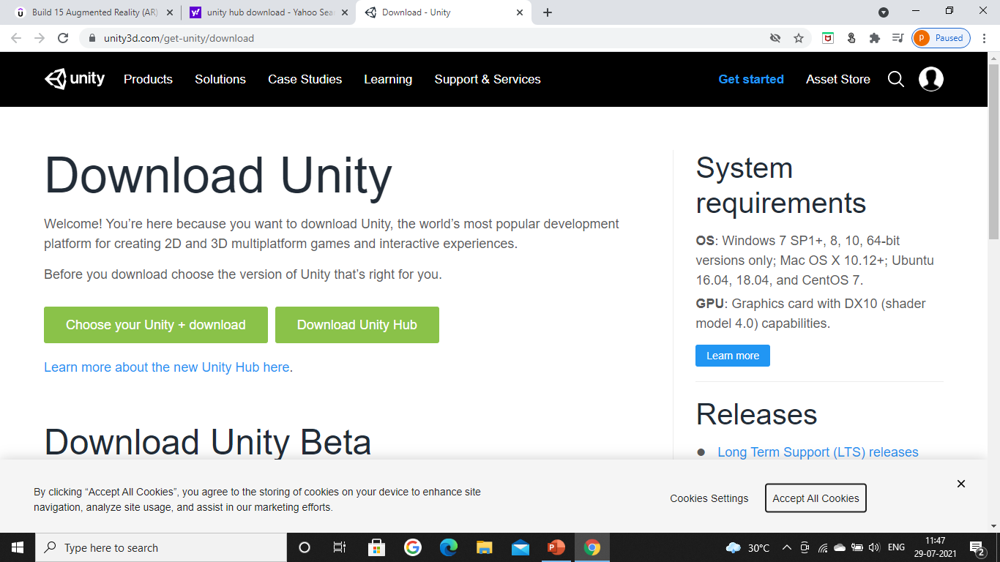 Build 15 Augmented Reality (AR)
unity hub download - Yahoo Sea
Download - Unity
unity3d.com/get-unity/download
P
Paused
unity
Products
Solutions
Case Studies
Learning
Support & Services
Get started
Asset Store
Download Unity
Welcome! You’re here because you want to download Unity, the world’s most popular development
platform for creating 2D and 3D multiplatform games and interactive experiences.
Before you download choose the version of Unity that’s right for you.
Choose your Unity + download
Download Unity Hub
Learn more about the new Unity Hub here.
Download Unity Beta
System
requirements
OS: Windows 7 SP1+, 8, 10, 64-bit
versions only; Mac OS X 10.12+; Ubuntu
16.04, 18.04, and CentOS 7.
GPU: Graphics card with DX10 (shader
model 4.0) capabilities.
Learn more
Releases
Long Term Support (LTS) releases
By clicking “Accept All Cookies”, you agree to the storing of cookies on your device to enhance site
navigation, analyze site usage, and assist in our marketing efforts.
Cookies Settings
Accept All Cookies
Type here to search
30°C
ENG
11:47
29-07-2021
2